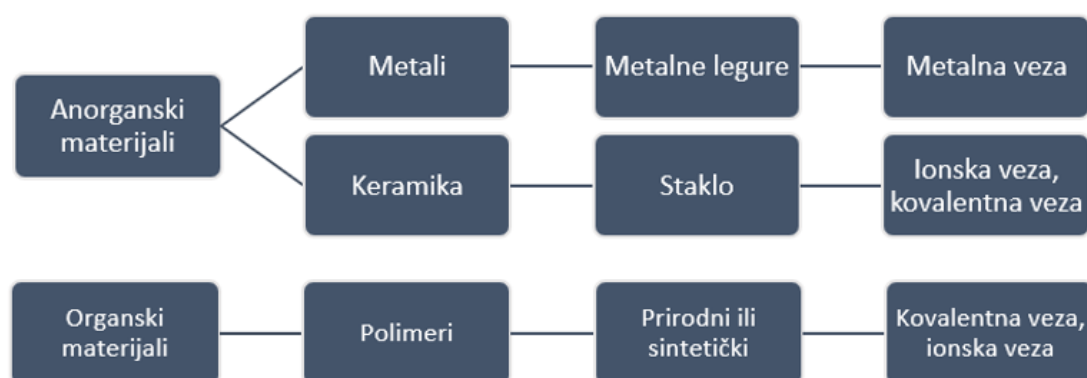 Anorganski
materijali
Metali
Metalne legure
Metalna veza
Keramika
Staklo
Ionska veza,
kovalentna veza
Organski
materijali
Polimeri
Prirodni ili
sintetički
Kovalentna veza,
ionska veza